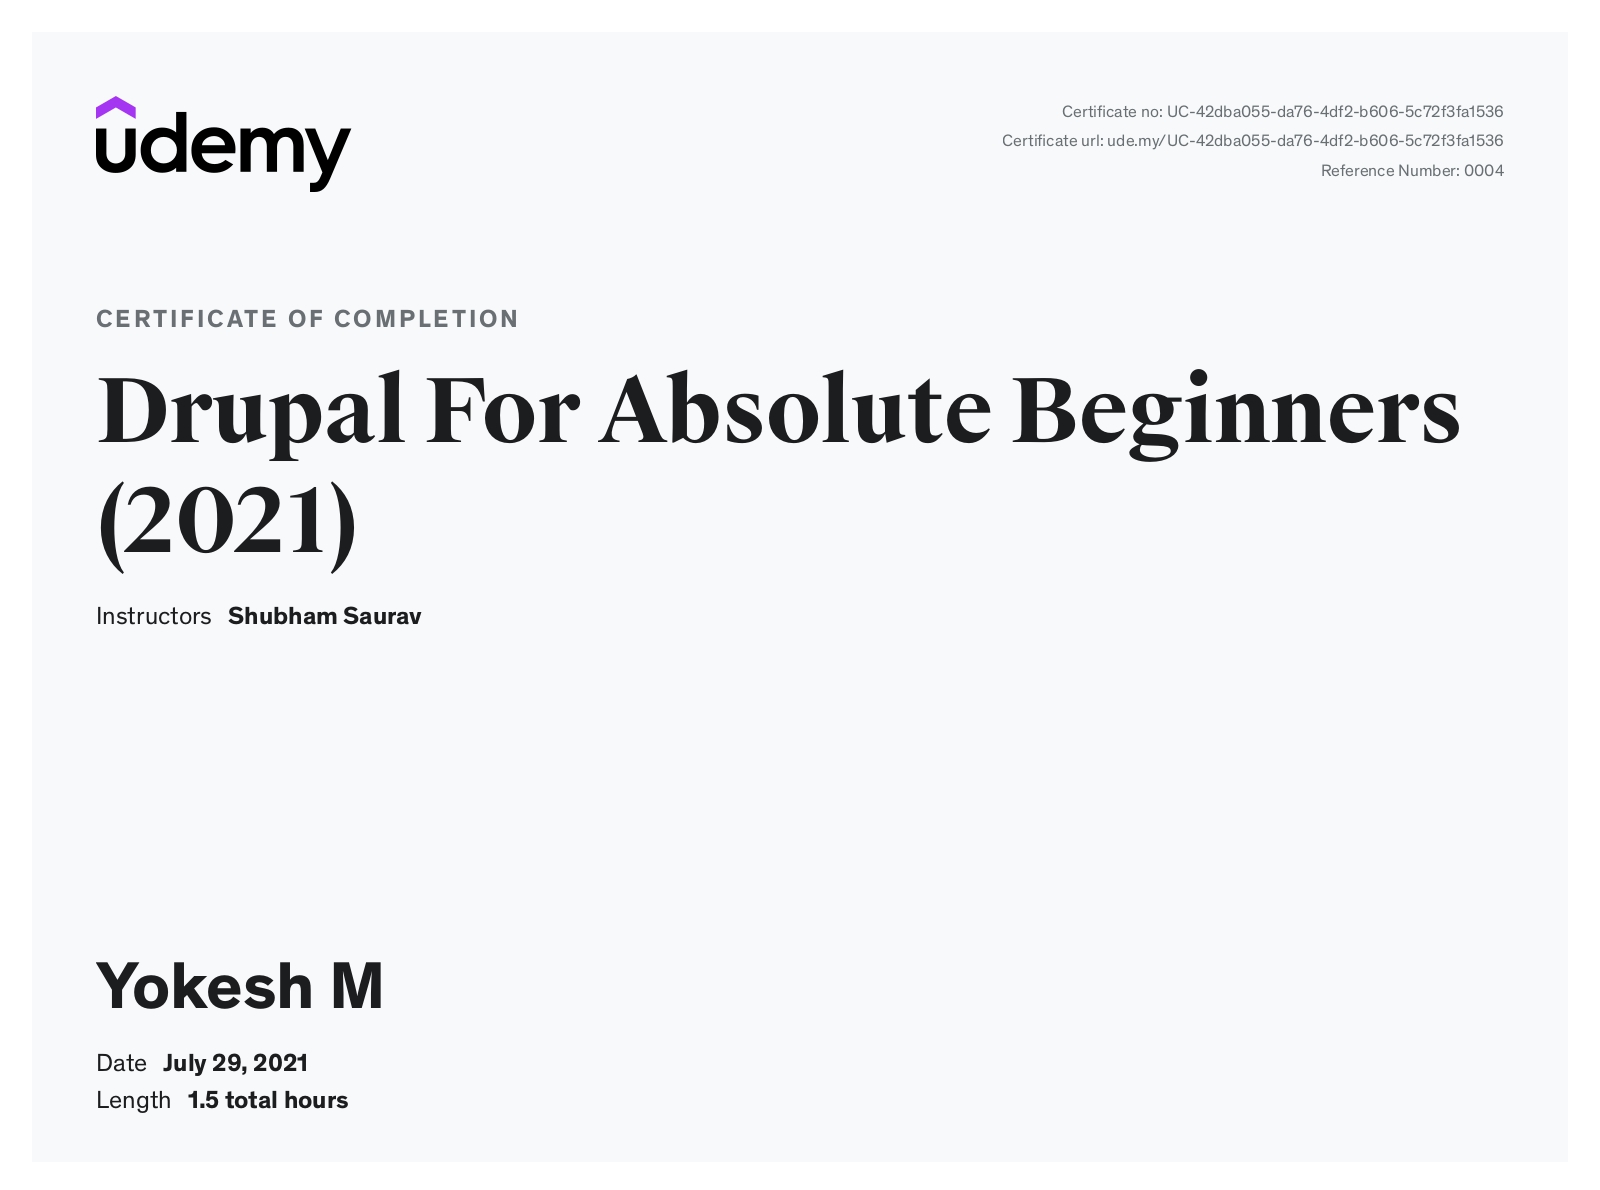 udemy
Certificate no: UC-42dba055-da76-4df2-b606-5c72f3fa1536
Certificate url: ude.my/UC-42dba055-da76-4df2-b606-5c72f3fa1536
Reference Number: 0004
CERTIFICATE OF COMPLETION
Drupal For Absolute Beginners
(2021)
Instructors Shubham Saurav
Yokesh M
Date July 29, 2021
Length 1.5 total hours